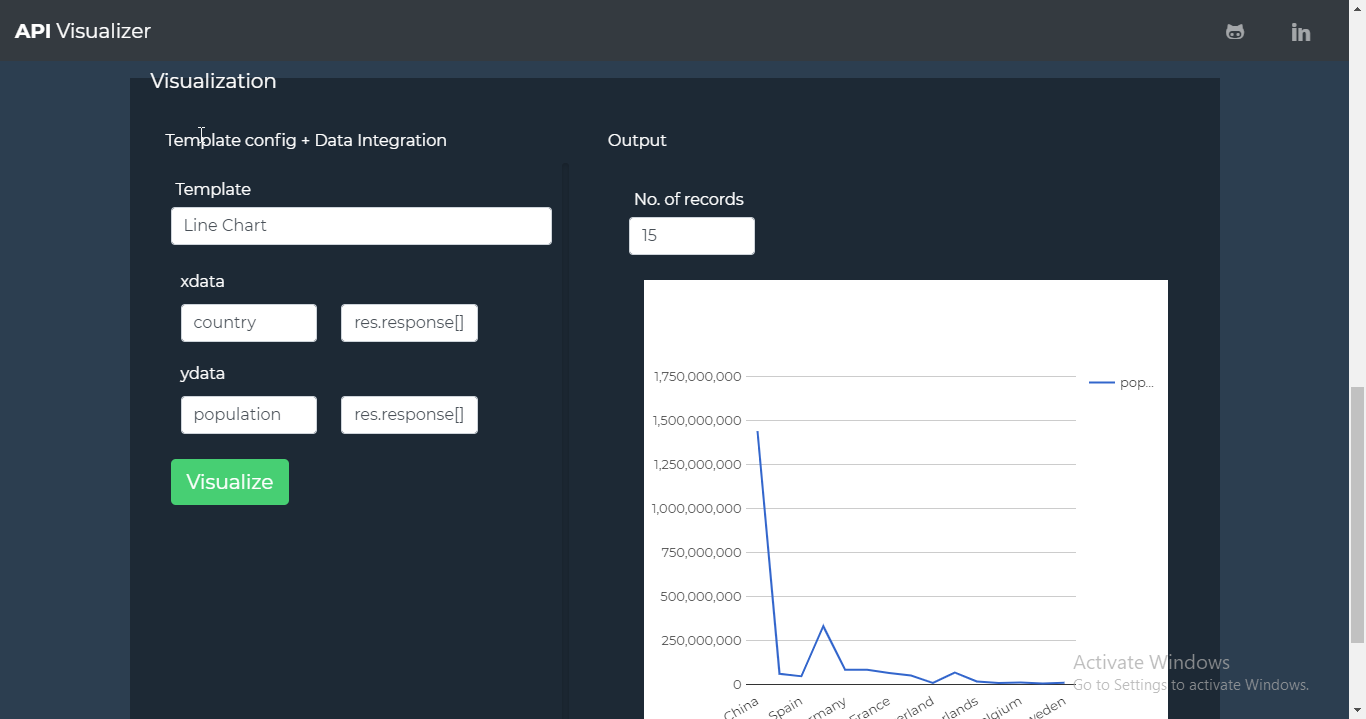 API Visualizer
Visualization
Template config + Data Integration
Template
Line Chart
xdata
country
res.response[]
ydata
population
res.response[]
Visualize
Output
No. of records
15
1,750,000,000
1,500,000,000
1,250,000,000
1,000,000,000
750,000,000
500,000,000
250,000,000
0
pop...
China
Spain
rmany
France
erland
lands
lgium
eden
Activate Windows
Go to Settings to activate Windows.
in